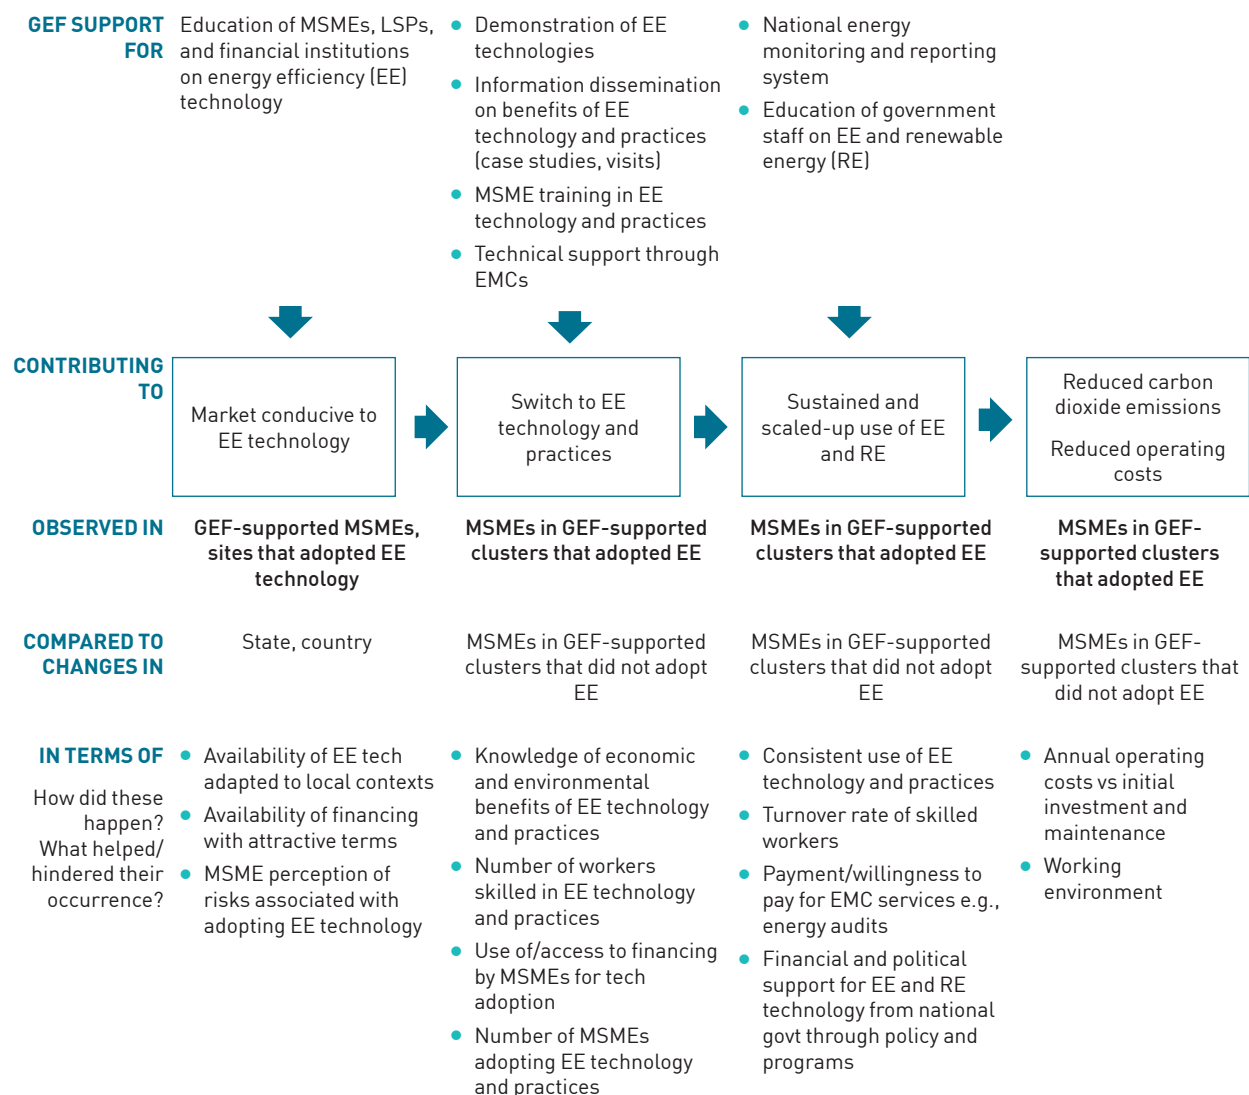 GEF SUPPORT
FOR
Education of MSMEs, LSPs,
and financial institutions
on energy efficiency (EE)
technology
• Demonstration of EE
technologies
• Information dissemination
on benefits of EE
technology and practices
(case studies, visits)
• MSME training in EE
technology and practices
• Technical support through
EMCs
• National energy
monitoring and reporting
system
• Education of government
staff on EE and renewable
energy (RE)
CONTRIBUTING
TO
Market conducive to
EE technology
Switch to EE
technology and
practices
Sustained and
scaled-up use of EE
and RE
Reduced carbon
dioxide emissions
Reduced operating
costs
OBSERVED IN
GEF-supported MSMEs,
sites that adopted EE
technology
MSMEs in GEF-supported
clusters that adopted EE
MSMEs in GEF-supported
clusters that adopted EE
MSMEs in GEF-
supported clusters
that adopted EE
COMPARED TO
CHANGES IN
State, country
MSMEs in GEF-supported
clusters that did not adopt
EE
MSMEs in GEF-supported
clusters that did not adopt
EE
MSMEs in GEF-
supported clusters that
did not adopt EE
IN TERMS OF
How did these
happen?
What helped/
hindered their
occurrence?
• Availability of EE tech
adapted to local contexts
• Availability of financing
with attractive terms
• MSME perception of
risks associated with
adopting EE technology
• Knowledge of economic
and environmental
benefits of EE technology
and practices
• Number of workers
skilled in EE technology
and practices
• Use of/access to financing
by MSMEs for tech
adoption
• Number of MSMEs
adopting EE technology
and practices
• Consistent use of EE
technology and practices
• Turnover rate of skilled
workers
• Payment/willingness to
pay for EMC services e.g.,
energy audits
• Financial and political
support for EE and RE
technology from national
govt through policy and
programs
• Annual operating
costs vs initial
investment and
maintenance
• Working
environment